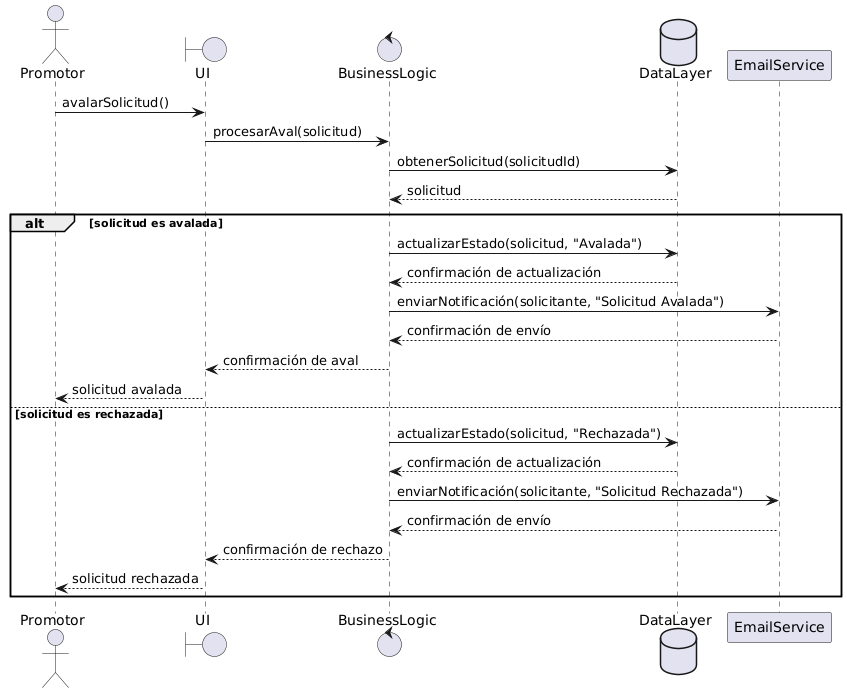 Promotor UI BusinessLogic DataLayer EmailService
avalarSolicitud()
procesarAval(solicitud)
obtenerSolicitud(solicitudId)
solicitud
alt [solicitud es avalada]
actualizarEstado(solicitud, "Avalada")
confirmación de actualización
enviarNotificación(solicitante, "Solicitud Avalada")
confirmación de envío
confirmación de aval
solicitud avalada
[solicitud es rechazada]
actualizarEstado(solicitud, "Rechazada")
confirmación de actualización
enviarNotificación(solicitante, "Solicitud Rechazada")
confirmación de envío
confirmación de rechazo
solicitud rechazada
Promotor UI BusinessLogic DataLayer EmailService